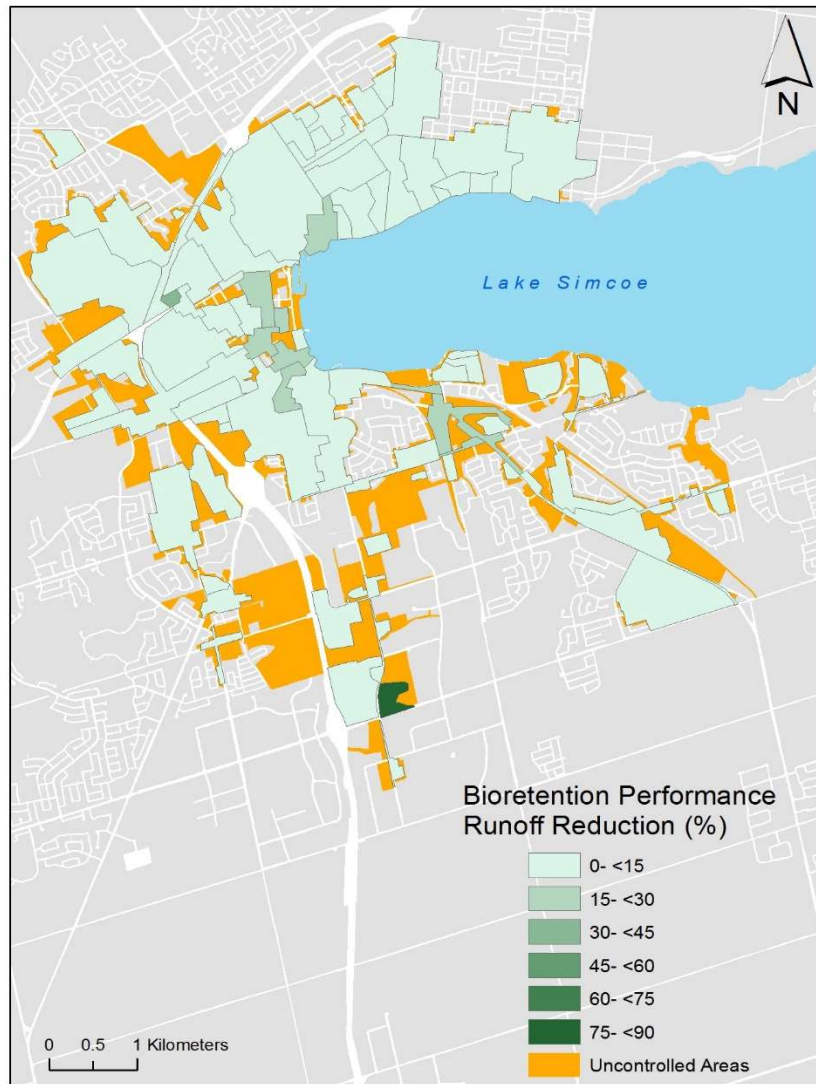 N
Lake Simcoe
Bioretention Performance
Runoff Reduction (%)
0- <15
15- <30
30- <45
45- <60
60- <75
75- <90
Uncontrolled Areas
0 0.5 1 Kilometers